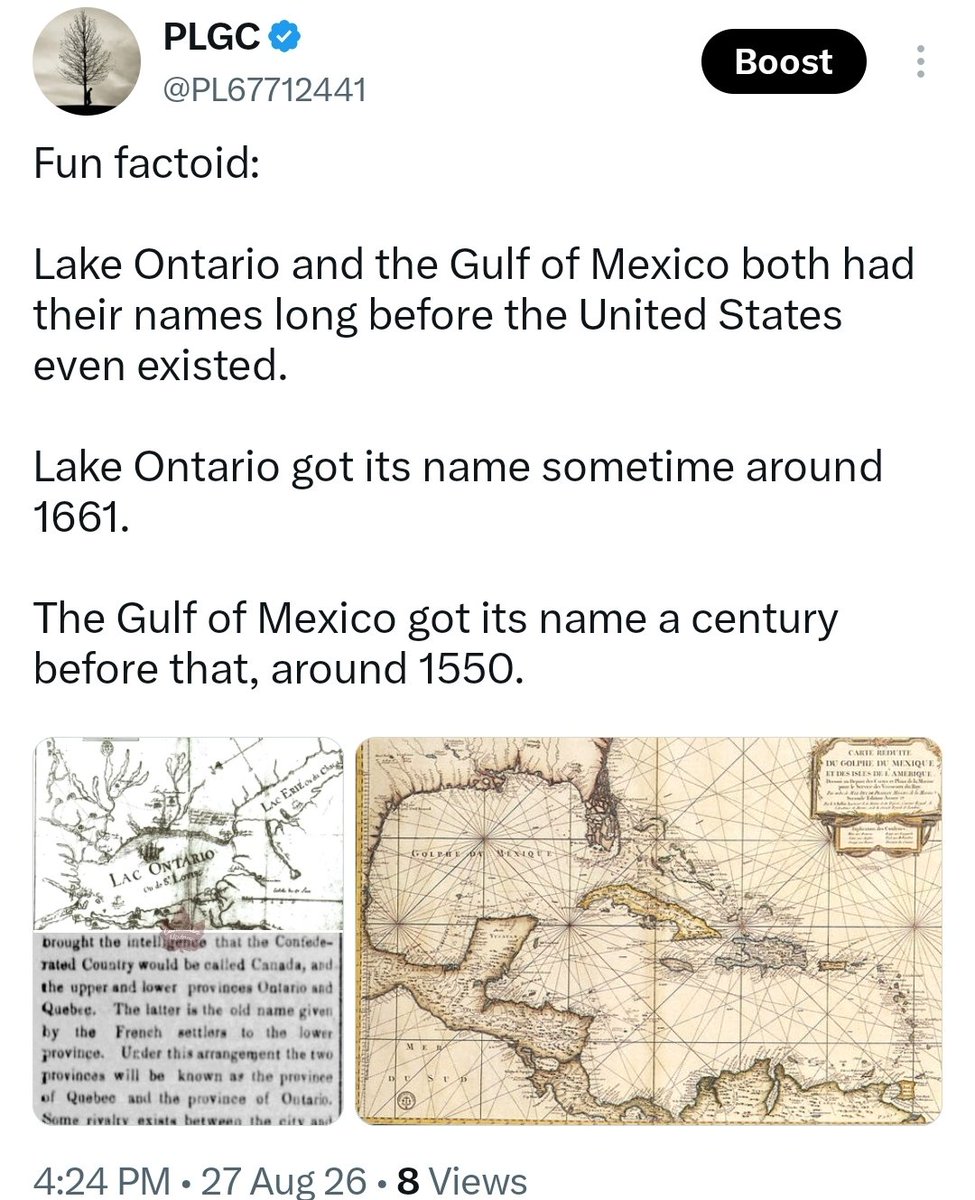 PLGC
@PL67712441
Boost
Fun factoid:
Lake Ontario and the Gulf of Mexico both had
their names long before the United States
even existed.
Lake Ontario got its name sometime around
1661.
The Gulf of Mexico got its name a century
before that, around 1550.
LAC ONTARIO
LAC ERIE
brought the intelligence that the Confede-
rated Country would be called Canada, and
the upper and lower provinces Ontario and
Quebec. The latter is the old name given
by the French settlers to the lower
province. Under this arrangement the two
provinces will be known as the province
of Quebec and the province of Ontario.
Some rivalry exists between the city and
CARTE REDUITE
DU GOLPHE DU MEXIQUE
ET DES ISLES DE L'AMERIQUE
GOLPHE DU MEXIQUE
MER
DU SUD
4:24 PM • 27 Aug 26 • 8 Views